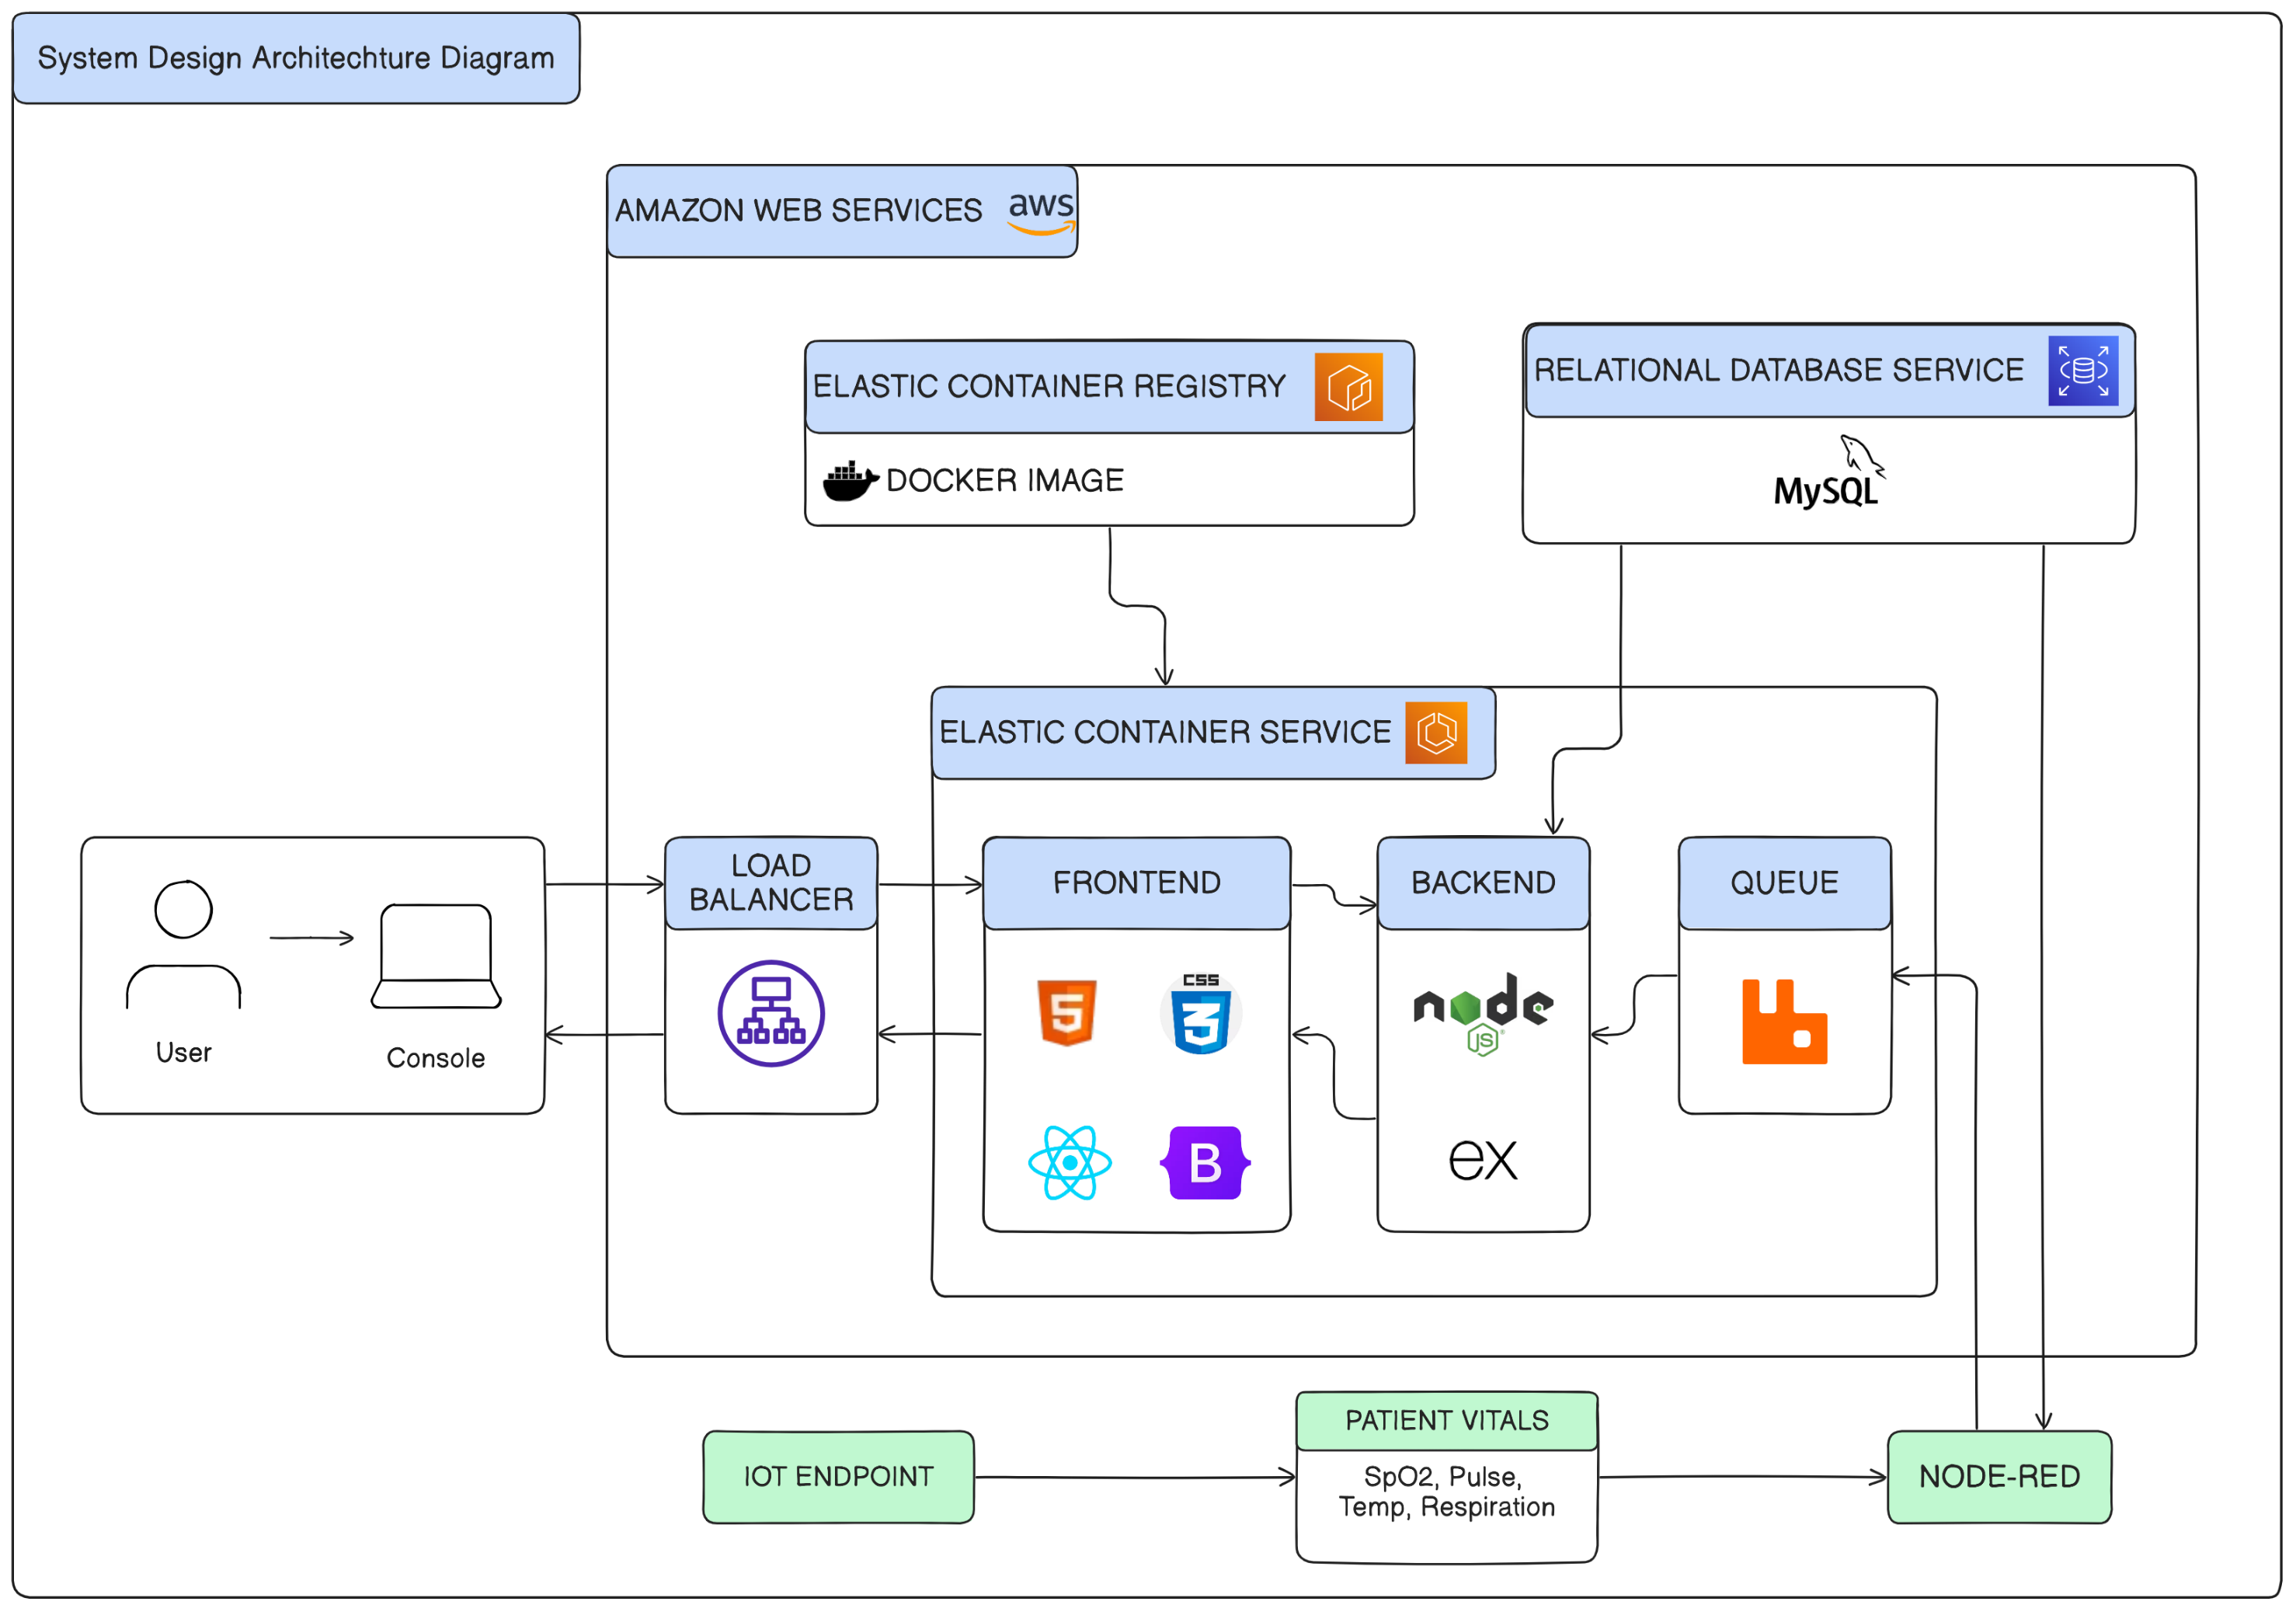 System Design Architechture Diagram
AMAZON WEB SERVICES
aws
ELASTIC CONTAINER REGISTRY
DOCKER IMAGE
RELATIONAL DATABASE SERVICE
MySQL
ELASTIC CONTAINER SERVICE
LOAD
BALANCER
FRONTEND
BACKEND
QUEUE
5
CSS
3
node
JS
B
ex
User
Console
IOT ENDPOINT
PATIENT VITALS
SpO2, Pulse,
Temp, Respiration
NODE-RED